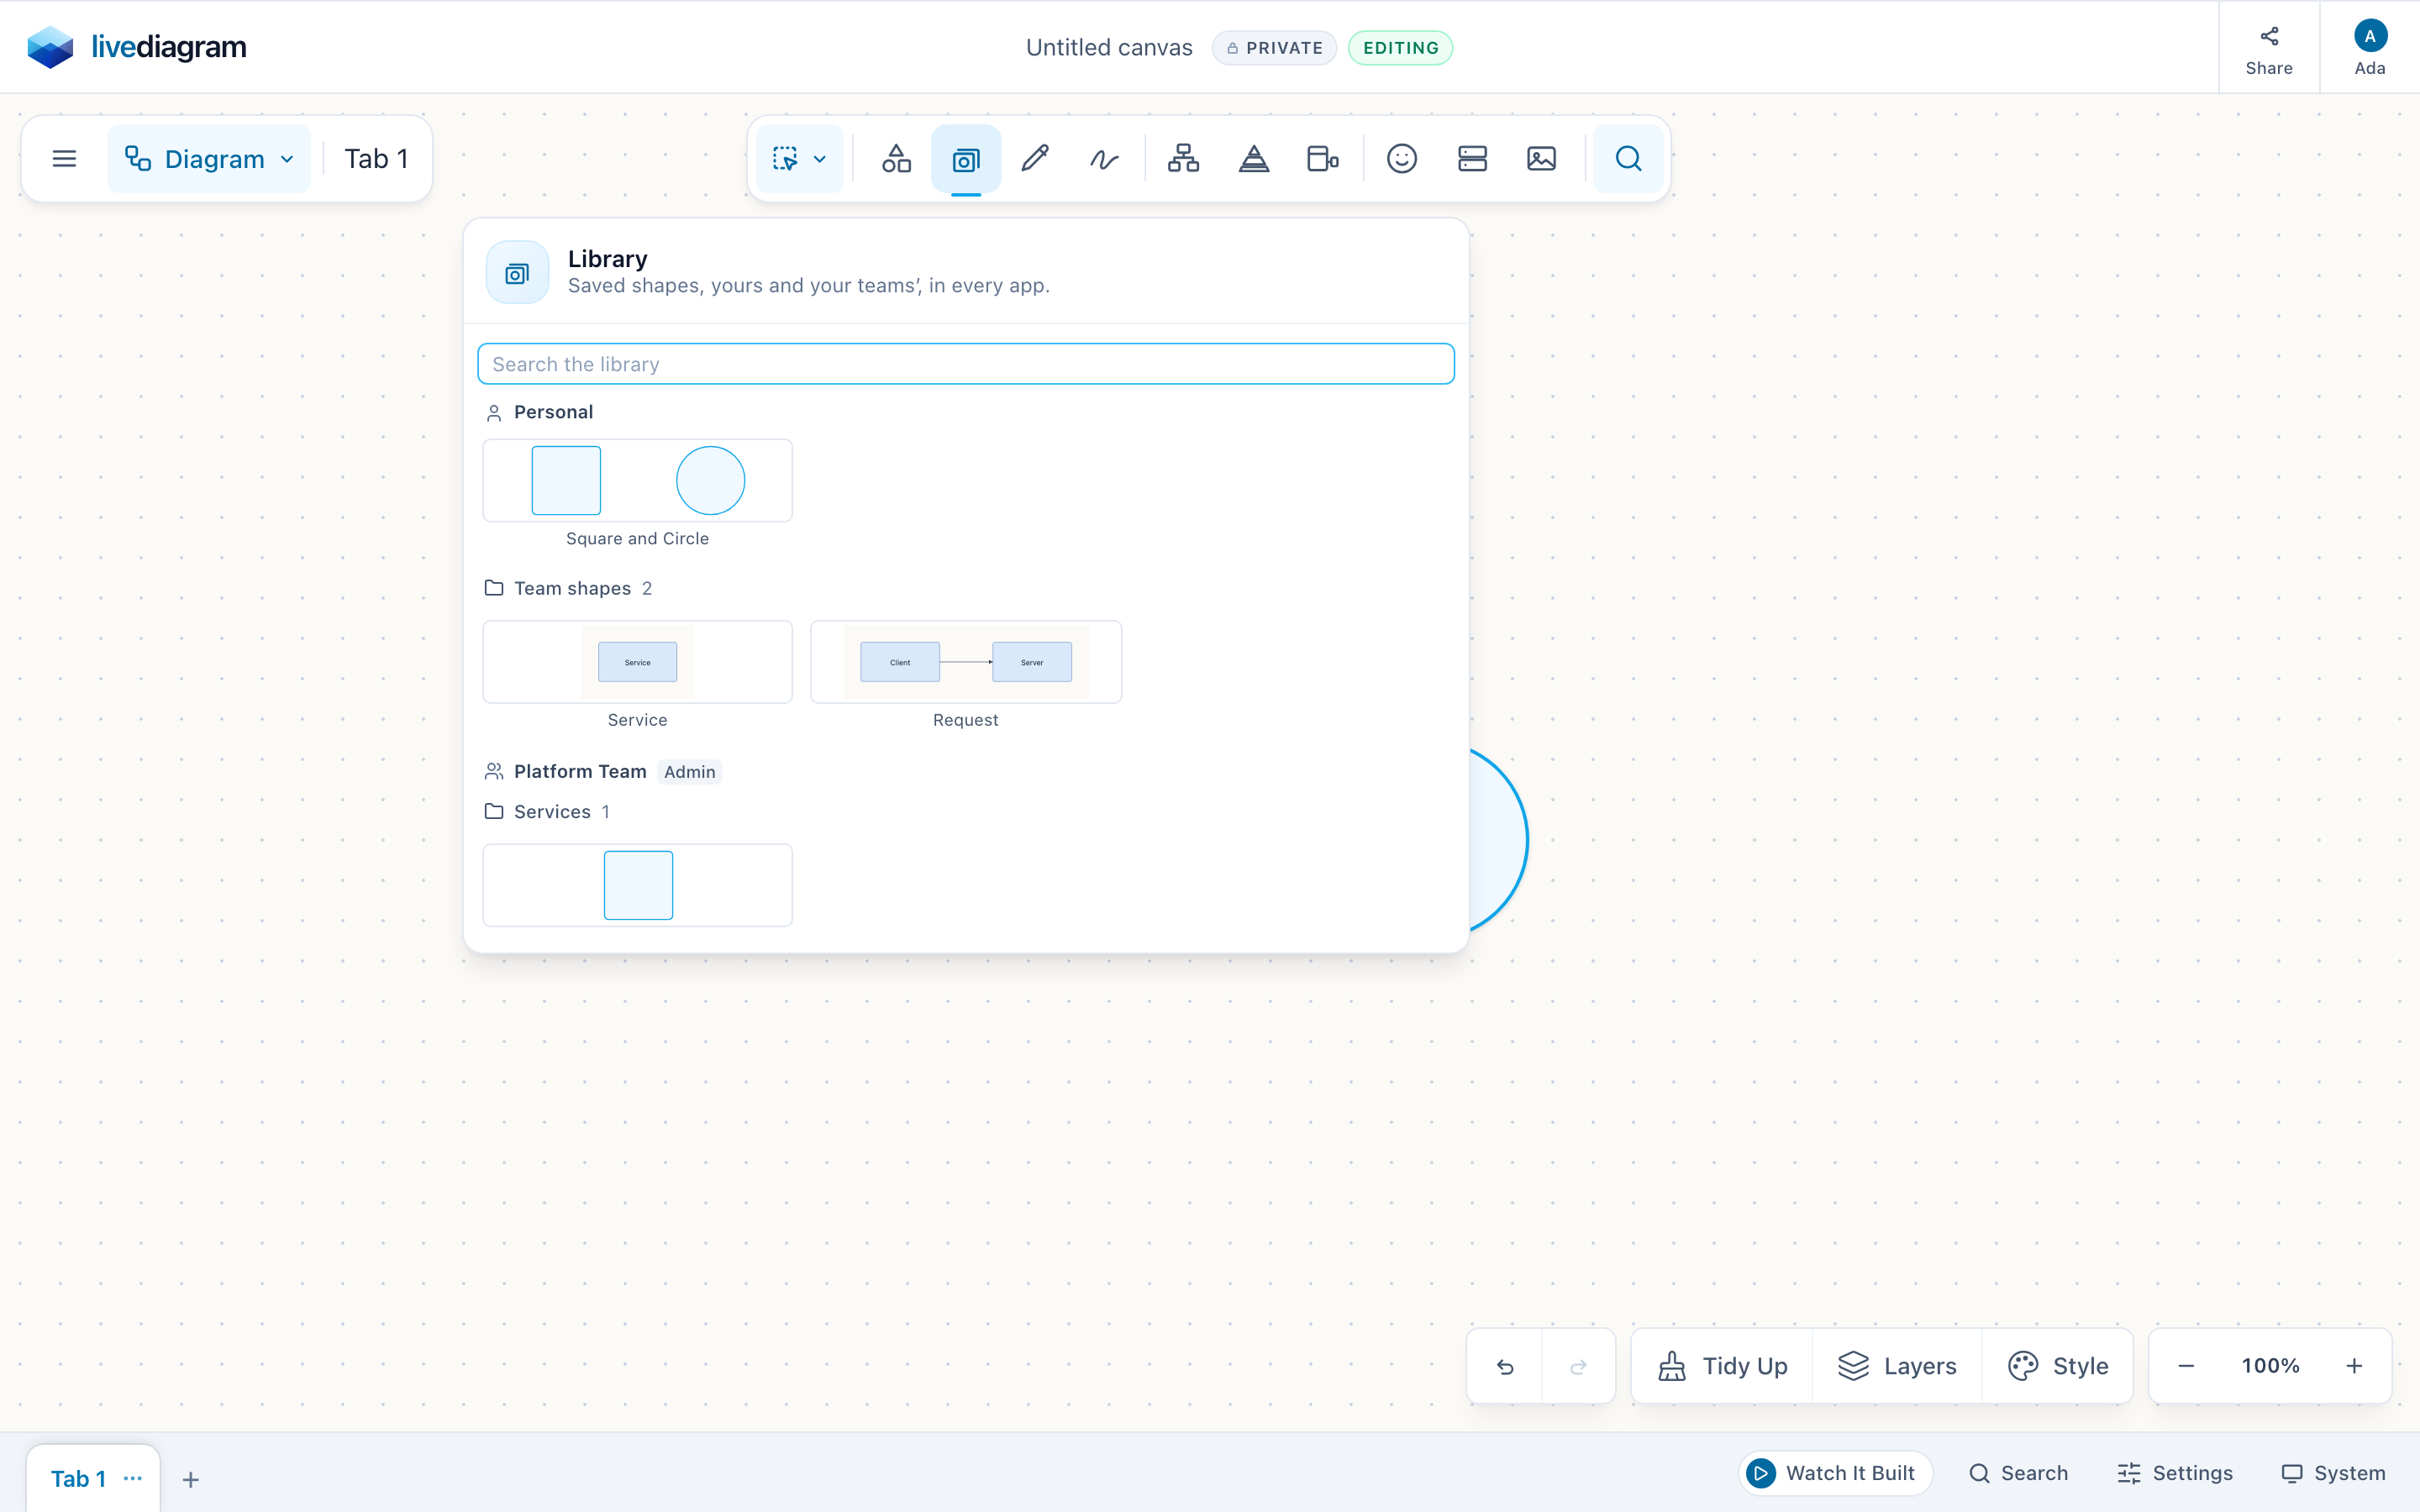 livediagram
Untitled canvas
PRIVATE
EDITING
Share
A
Ada
Diagram
Tab 1
Library
Saved shapes, yours and your teams’, in every app.
Search the library
Personal
Square and Circle
Team shapes 2
Service
Client
Server
Service
Request
Platform Team Admin
Services 1
Tidy Up
Layers
Style
100%
Tab 1
Watch It Built
Search
Settings
System